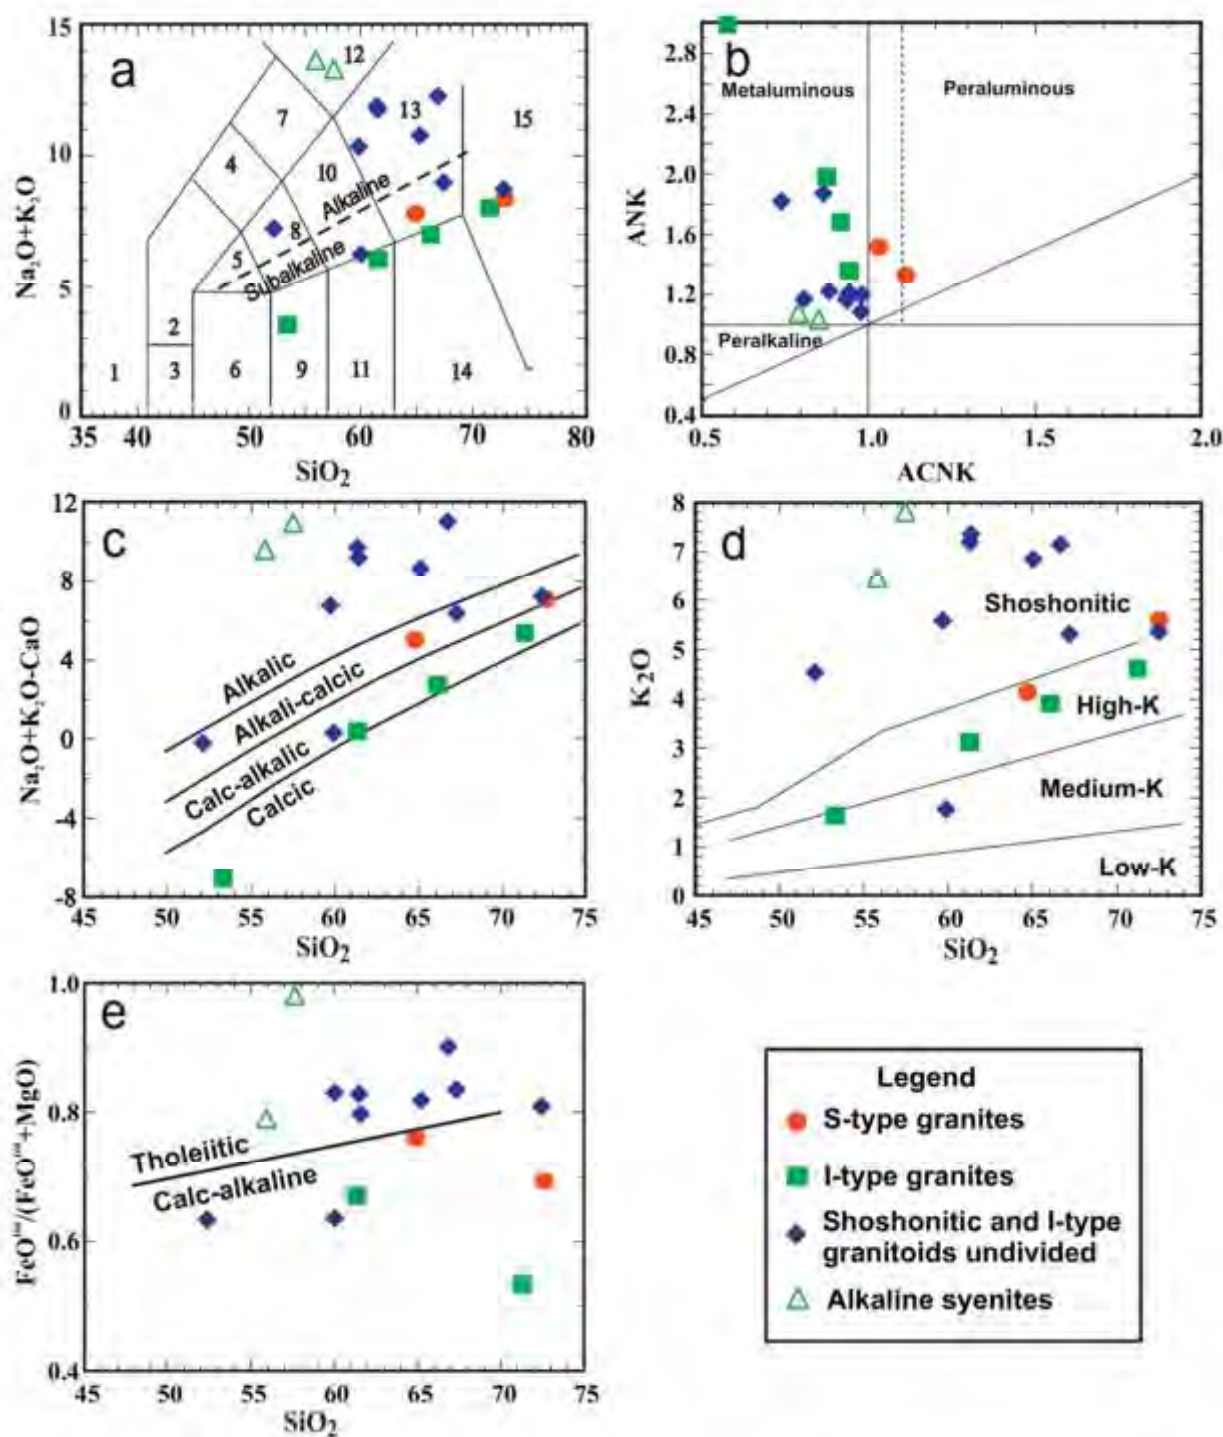 15
10
5
0
Na₂O+K₂O
a
12
7
13
15
4
10
Alkaline
8
5
Subalkaline
2
1
3
6
9
11
14
35
40
50
60
70
80
SiO₂
2.8
2.4
2.0
1.6
1.2
0.8
0.4
ANK
b
Metaluminous
Peraluminous
Peralkaline
0.5
1.0
1.5
2.0
ACNK
12
8
4
0
-4
-8
Na₂O+K₂O-CaO
c
Alkalic
Alkali-calcic
Calc-alkalic
Calcic
45
50
55
60
65
70
75
SiO₂
8
7
6
5
4
3
2
1
0
K₂O
d
Shoshonitic
High-K
Medium-K
Low-K
45
50
55
60
65
70
75
SiO₂
1.0
0.8
0.6
0.4
FeO /(FeO +MgO)
e
Tholeiitic
Calc-alkaline
45
50
55
60
65
70
75
SiO₂
Legend
S-type granites
I-type granites
Shoshonitic and I-type
granitoids undivided
Alkaline syenites